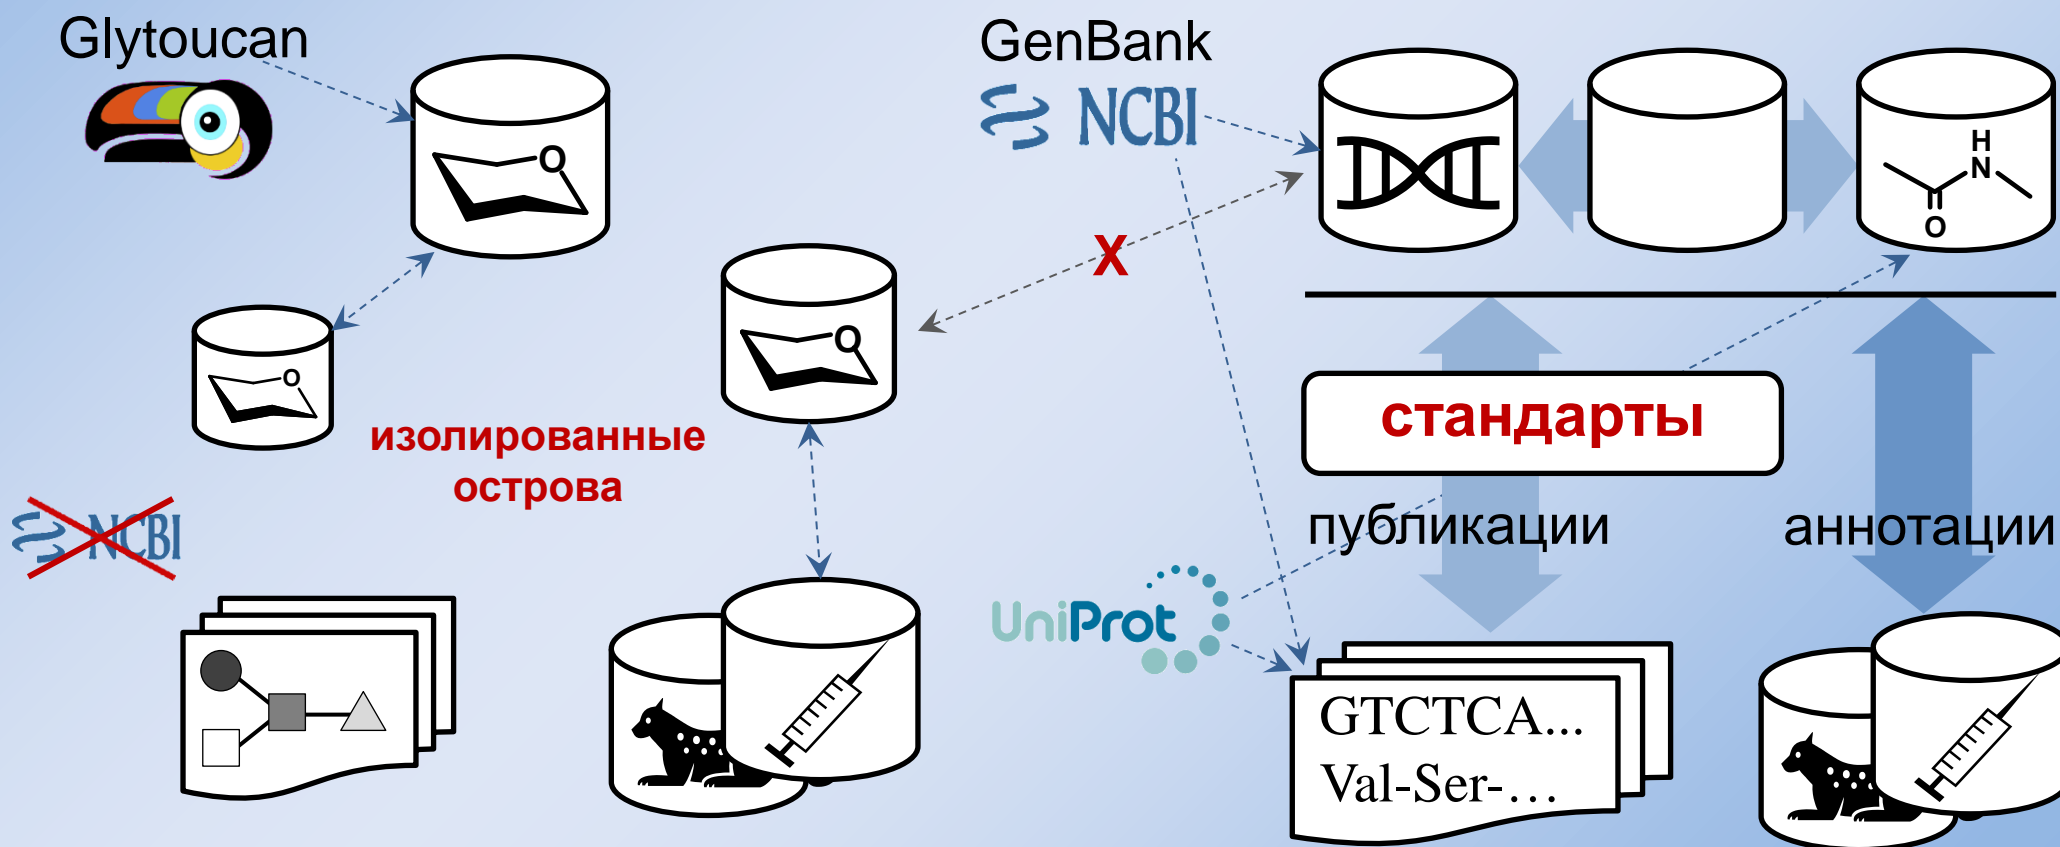 Glytoucan
GenBank
NCBI
O
H
N
O
X
O
O
изолированные
острова
стандарты
NCBI
публикации
аннотации
UniProt
GTCTCA...
Val-Ser-...